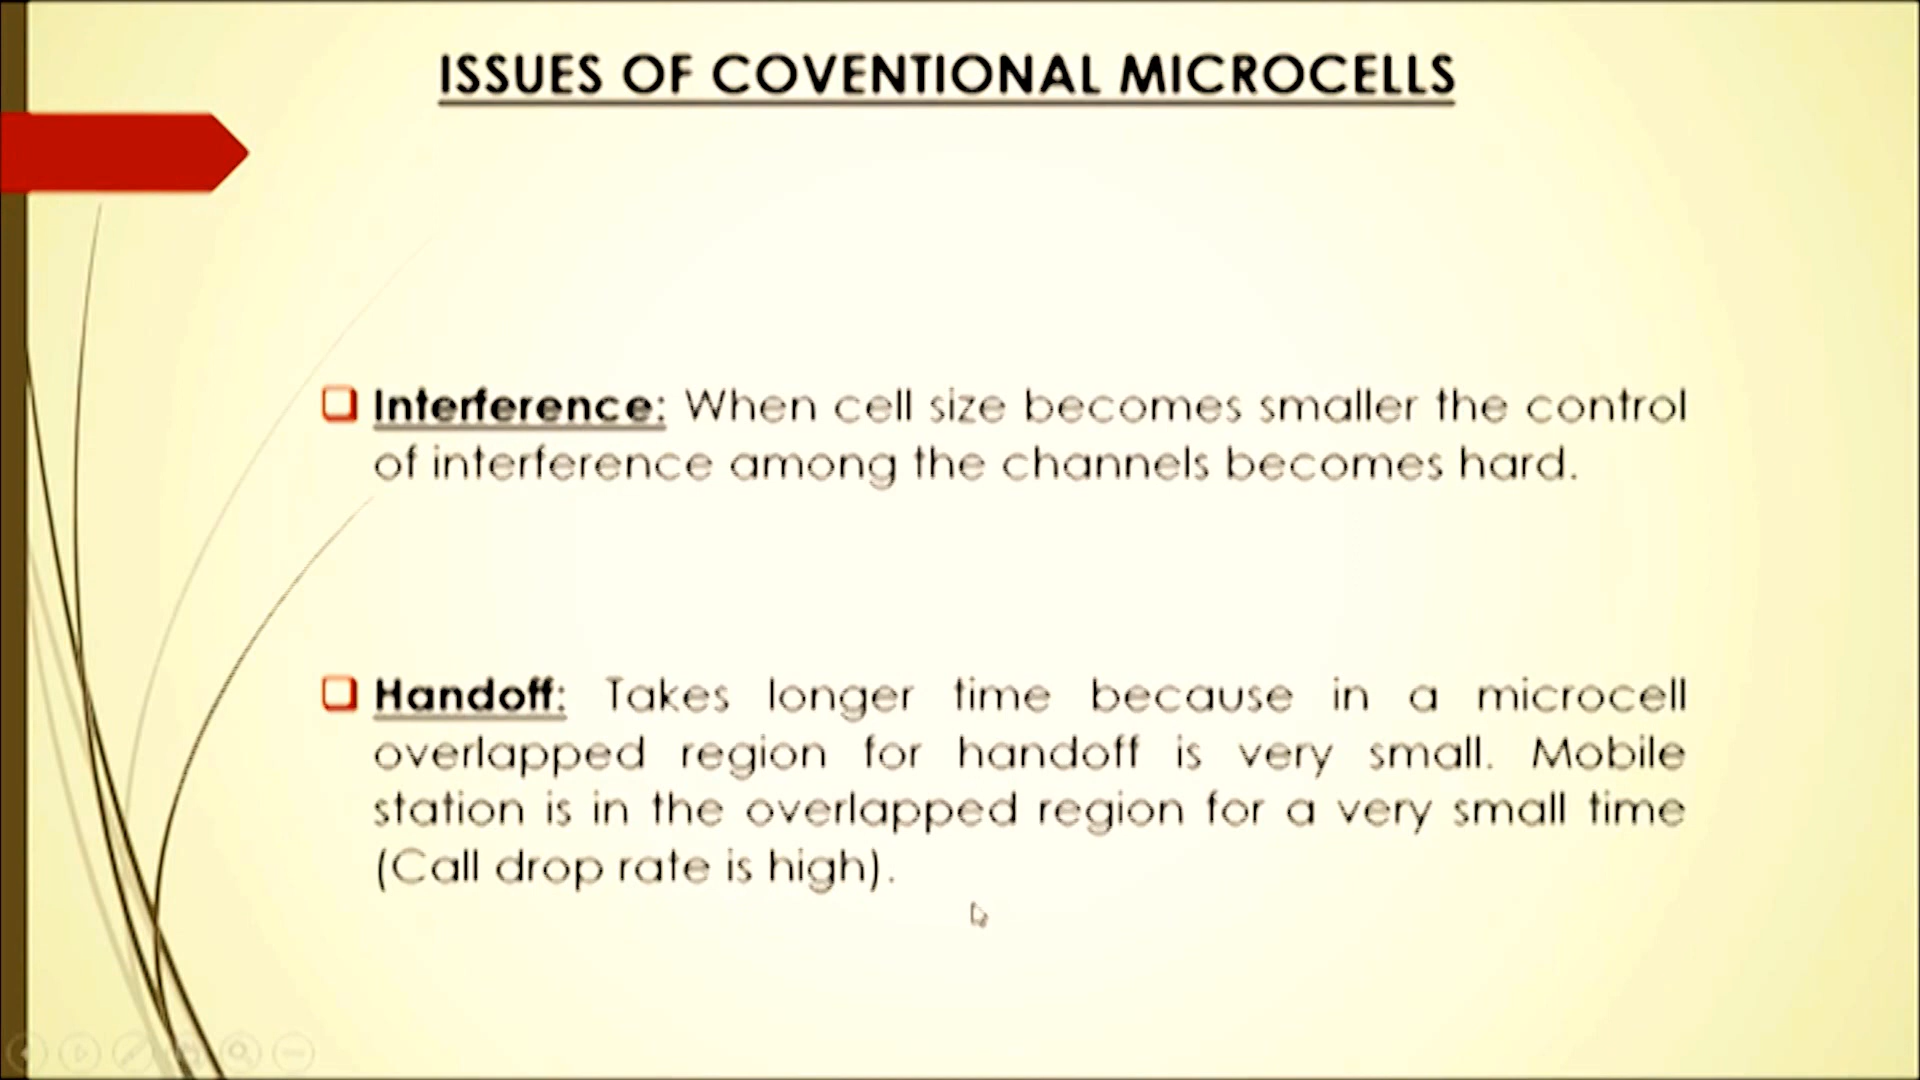 ISSUES OF COVENTIONAL MICROCELLS
Interference: When cell size becomes smaller the control
of interference among the channels becomes hard.
Handoff: Takes longer time because in a microcell
overlapped region for handoff is very small. Mobile
station is in the overlapped region for a very small time
(Call drop rate is high).